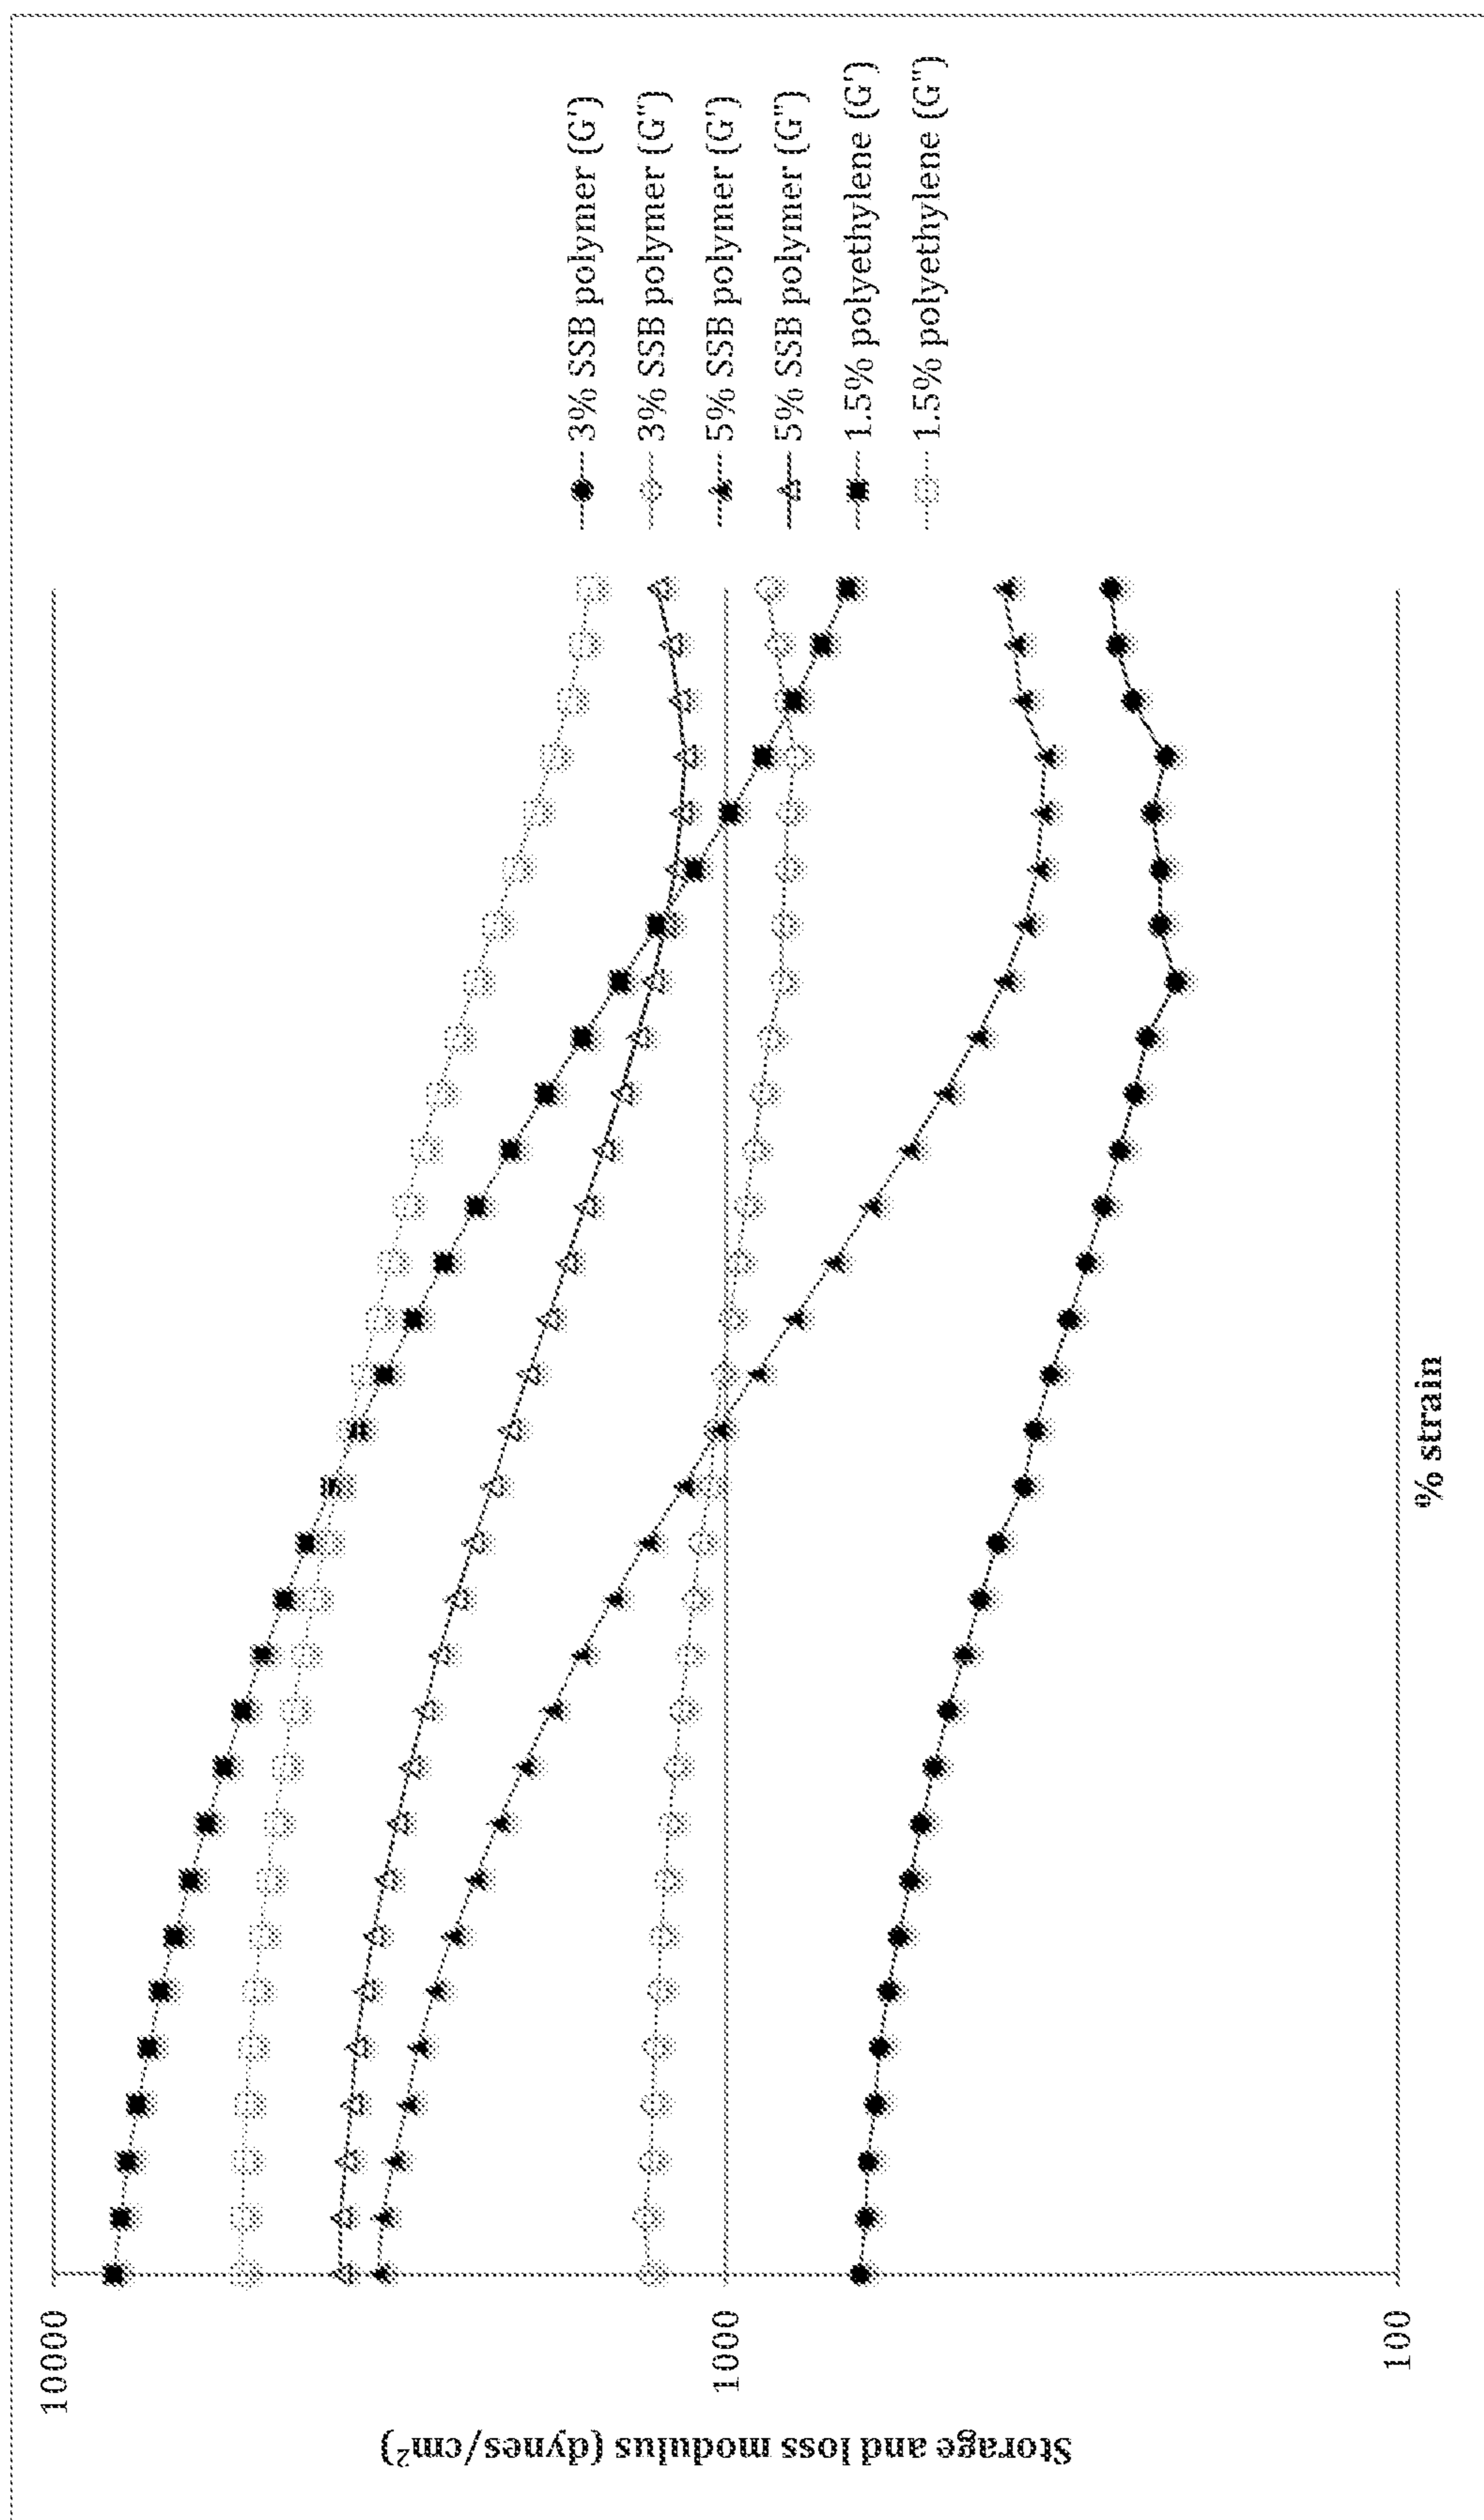 Storage and loss modulus (dynes/cm²)
10000
1000
100
% strain
3% SSB polymer (G')
3% SSB polymer (G")
5% SSB polymer (G')
5% SSB polymer (G")
1.5% polyethylene (G')
1.5% polyethylene (G")